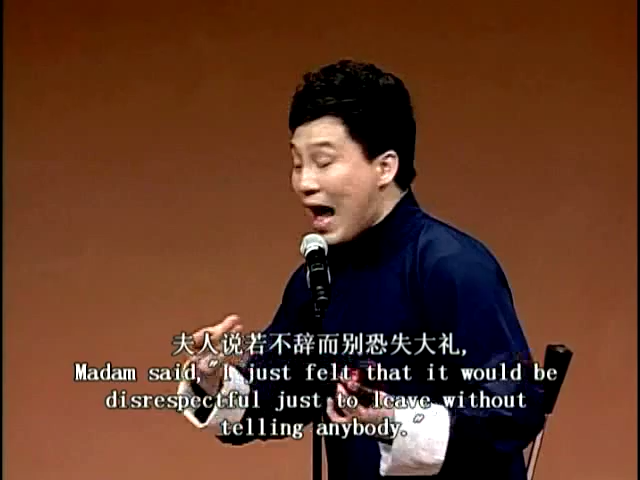 夫人说若不辞而别恐失大礼,
Madam said,"I just felt that it would be
disrespectful just to leave without
telling anybody."